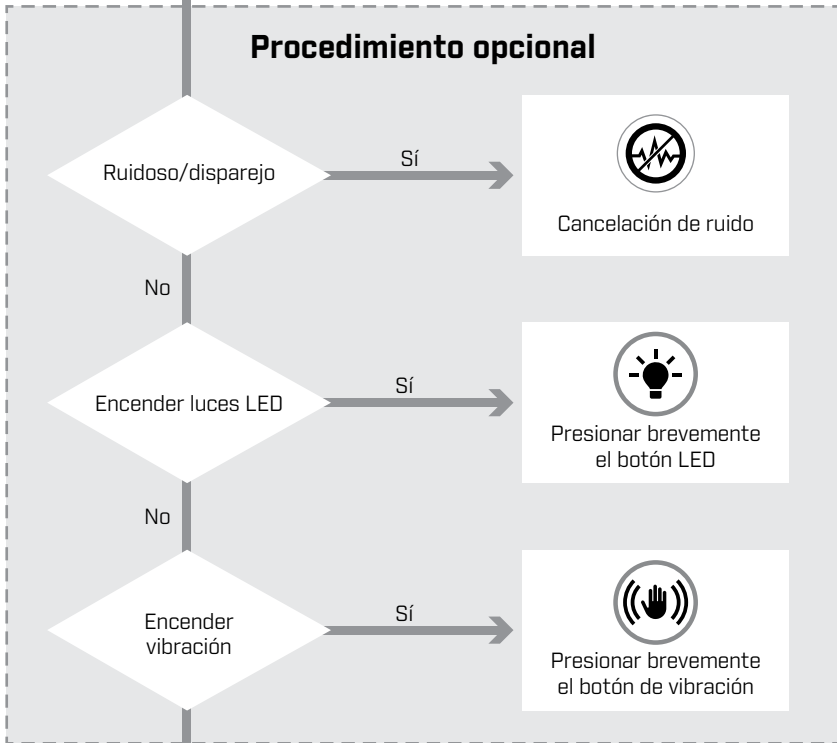 Procedimiento opcional
Ruidoso/disparejo
Sí
Cancelación de ruido
No
Encender luces LED
Sí
Presionar brevemente
el botón LED
No
Encender
vibración
Sí
Presionar brevemente
el botón de vibración